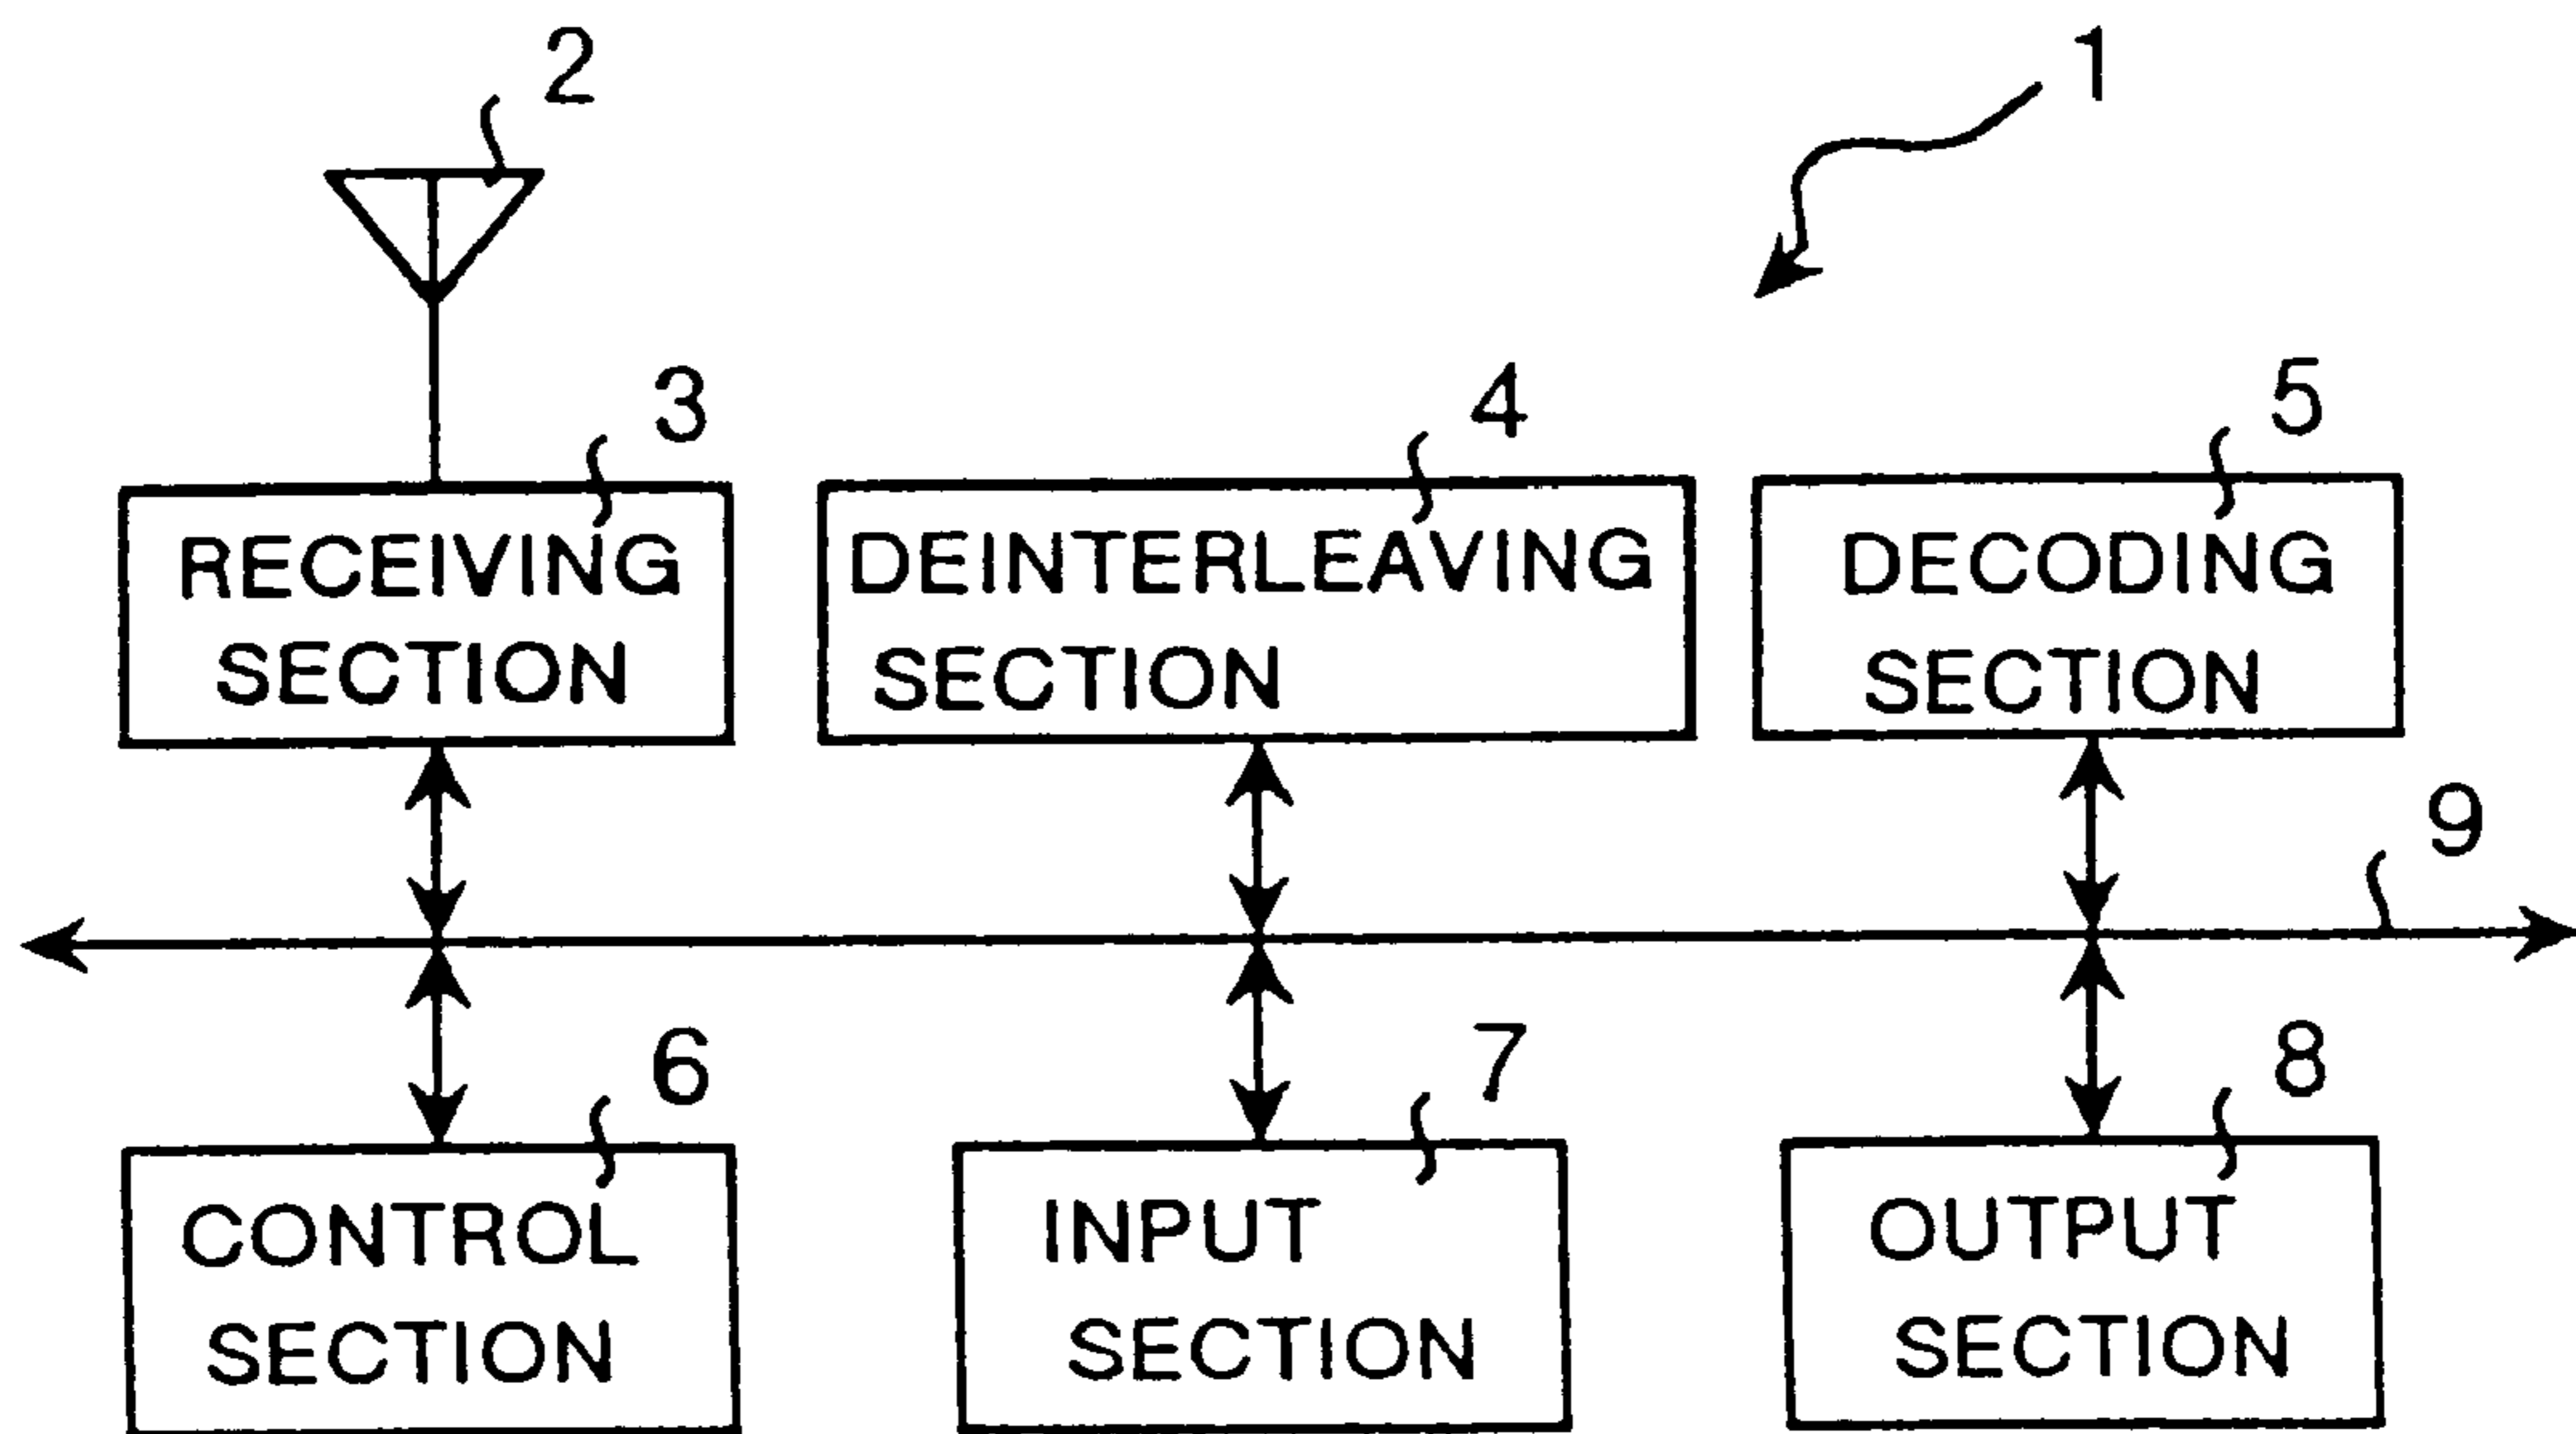 2
1
3
4
5
RECEIVING
SECTION
DEINTERLEAVING
SECTION
DECODING
SECTION
9
6
7
8
CONTROL
SECTION
INPUT
SECTION
OUTPUT
SECTION